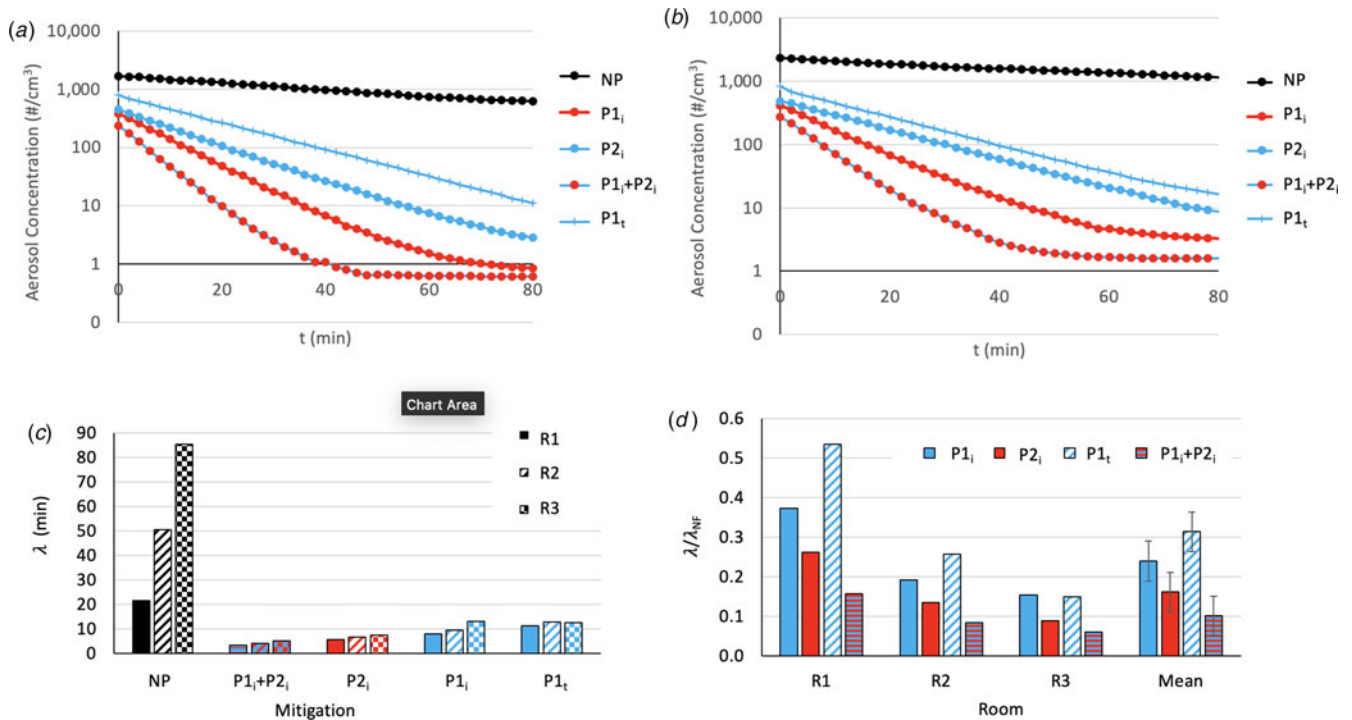 (a)
10,000
1,000
100
10
1
0
Aerosol Concentration (#/cm³)
0 20 40 60 80
t (min)
NP
P1ᵢ
P2ᵢ
P1ᵢ+P2ᵢ
P1ₜ
(b)
10,000
1,000
100
10
1
0
Aerosol Concentration (#/cm³)
0 20 40 60 80
t (min)
NP
P1ᵢ
P2ᵢ
P1ᵢ+P2ᵢ
P1ₜ
Chart Area
(c)
90
80
70
60
50
40
30
20
10
0
λ (min)
R1
R2
R3
NP P1ᵢ+P2ᵢ P2ᵢ P1ᵢ P1ₜ
Mitigation
(d)
0.6
0.5
0.4
0.3
0.2
0.1
0.0
λ/λNF
P1ᵢ P2ᵢ P1ₜ P1ᵢ+P2ᵢ
R1 R2 R3 Mean
Room